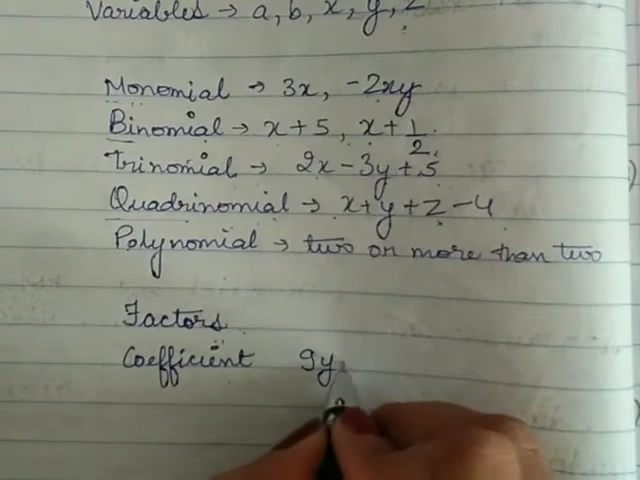 Variables → a, b, x, y, z
Monomial → 3x, -2xy
Binomial → x+5, x+1/2
Trinomial → 2x-3y+5
Quadrinomial → x+y+z-4
Polynomial → two or more than two
Factors
Coefficient 9y